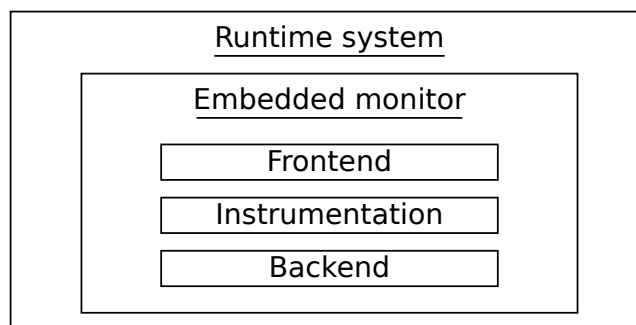 Runtime system
Embedded monitor
Frontend
Instrumentation
Backend